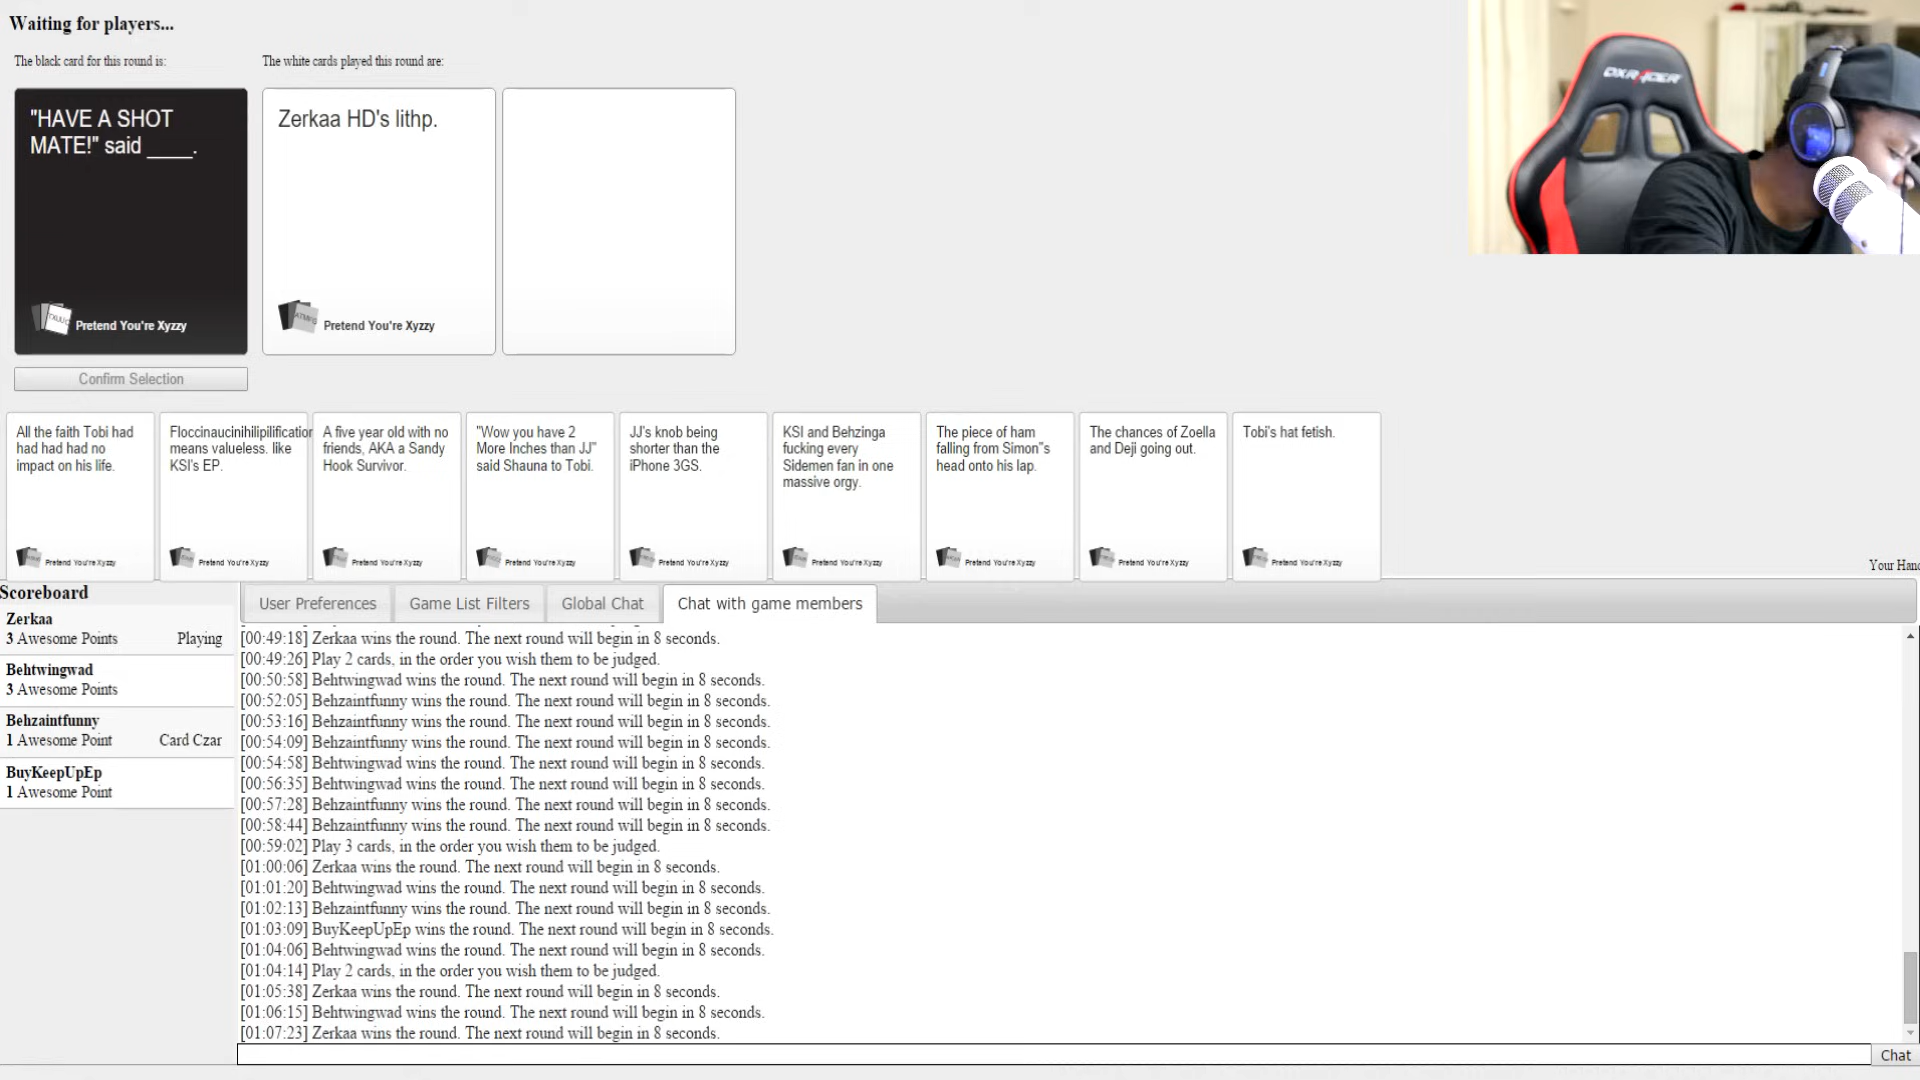 Waiting for players...
The black card for this round is:
The white cards played this round are:
"HAVE A SHOT
MATE!" said ____.
Pretend You're Xyzzy
Zerkaa HD's lithp.
Pretend You're Xyzzy
DXRACER
Confirm Selection
All the faith Tobi had
had had had no
impact on his life.
Pretend You're Xyzzy
Floccinaucinihilipilification
means valueless. like
KSI's EP.
Pretend You're Xyzzy
A five year old with no
friends, AKA a Sandy
Hook Survivor.
Pretend You're Xyzzy
"Wow you have 2
More Inches than JJ"
said Shauna to Tobi.
Pretend You're Xyzzy
JJ's knob being
shorter than the
iPhone 3GS.
Pretend You're Xyzzy
KSI and Behzinga
fucking every
Sidemen fan in one
massive orgy.
Pretend You're Xyzzy
The piece of ham
falling from Simon"s
head onto his lap.
Pretend You're Xyzzy
The chances of Zoella
and Deji going out.
Pretend You're Xyzzy
Tobi's hat fetish.
Pretend You're Xyzzy
Your Hand
Scoreboard
Zerkaa
3 Awesome Points Playing
Behtwingwad
3 Awesome Points
Behzaintfunny
1 Awesome Point Card Czar
BuyKeepUpEp
1 Awesome Point
User Preferences Game List Filters Global Chat Chat with game members
[00:49:18] Zerkaa wins the round. The next round will begin in 8 seconds.
[00:49:26] Play 2 cards, in the order you wish them to be judged.
[00:50:58] Behtwingwad wins the round. The next round will begin in 8 seconds.
[00:52:05] Behzaintfunny wins the round. The next round will begin in 8 seconds.
[00:53:16] Behzaintfunny wins the round. The next round will begin in 8 seconds.
[00:54:09] Behzaintfunny wins the round. The next round will begin in 8 seconds.
[00:54:58] Behtwingwad wins the round. The next round will begin in 8 seconds.
[00:56:35] Behtwingwad wins the round. The next round will begin in 8 seconds.
[00:57:28] Behzaintfunny wins the round. The next round will begin in 8 seconds.
[00:58:44] Behzaintfunny wins the round. The next round will begin in 8 seconds.
[00:59:02] Play 3 cards, in the order you wish them to be judged.
[01:00:06] Zerkaa wins the round. The next round will begin in 8 seconds.
[01:01:20] Behtwingwad wins the round. The next round will begin in 8 seconds.
[01:02:13] Behzaintfunny wins the round. The next round will begin in 8 seconds.
[01:03:09] BuyKeepUpEp wins the round. The next round will begin in 8 seconds.
[01:04:06] Behtwingwad wins the round. The next round will begin in 8 seconds.
[01:04:14] Play 2 cards, in the order you wish them to be judged.
[01:05:38] Zerkaa wins the round. The next round will begin in 8 seconds.
[01:06:15] Behtwingwad wins the round. The next round will begin in 8 seconds.
[01:07:23] Zerkaa wins the round. The next round will begin in 8 seconds.
Chat